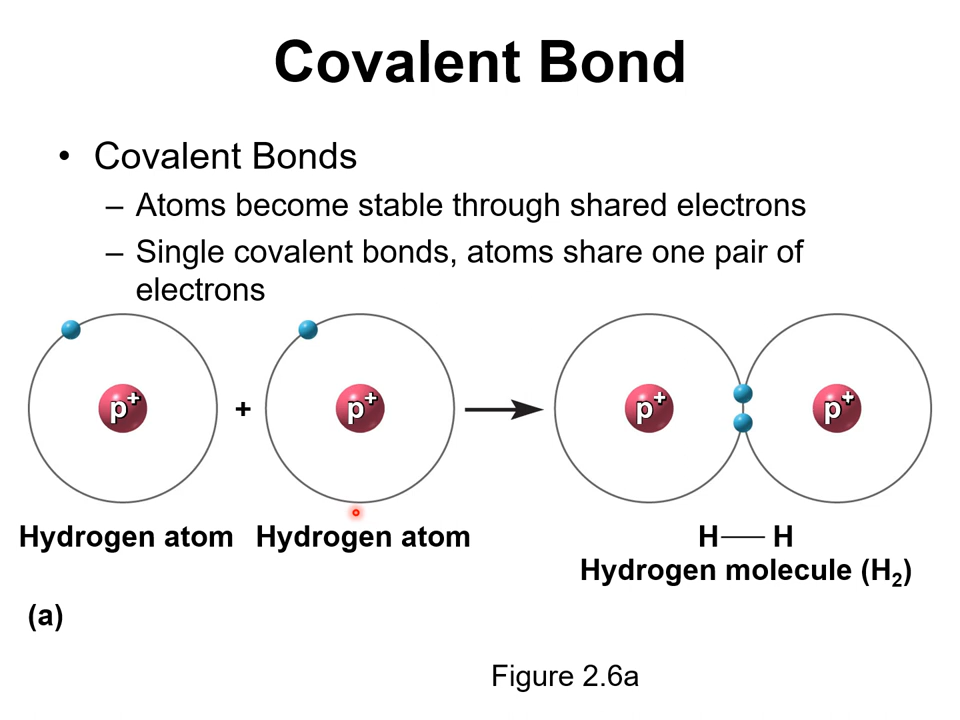 Covalent Bond
• Covalent Bonds
– Atoms become stable through shared electrons
– Single covalent bonds, atoms share one pair of
electrons
p⁺ + p⁺ p⁺ p⁺
Hydrogen atom Hydrogen atom H—H
Hydrogen molecule (H₂)
(a)
Figure 2.6a